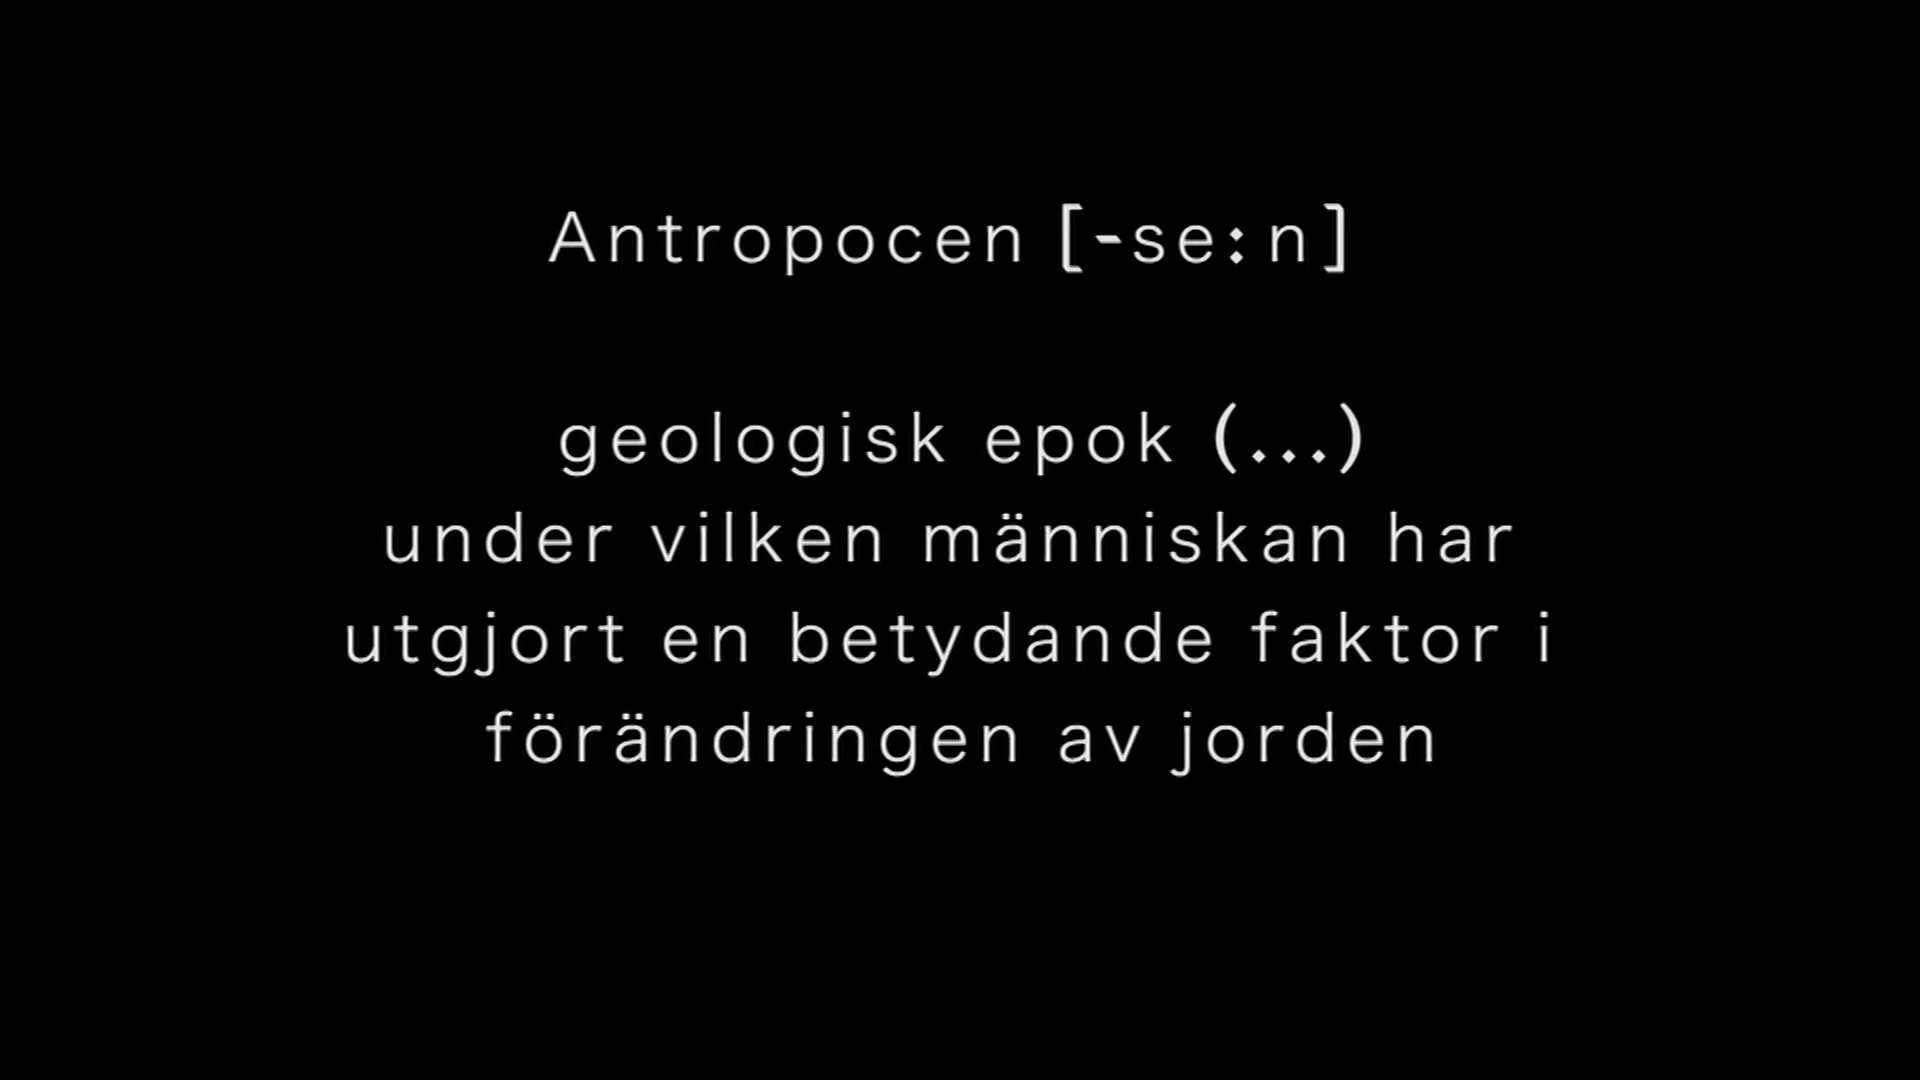 Antropocen [-se:n]
geologisk epok (...)
under vilken människan har
utgjort en betydande faktor i
förändringen av jorden